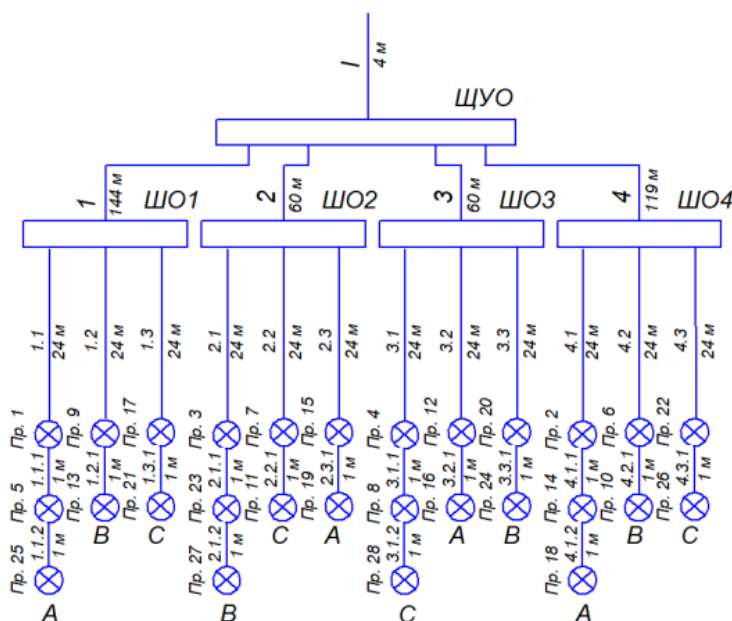 I
4 м
ЩУО
1
144 м
ШО1
2
60 м
ШО2
3
60 м
ШО3
4
119 м
ШО4
1.1
24 м
1.2
24 м
1.3
24 м
2.1
24 м
2.2
24 м
2.3
24 м
3.1
24 м
3.2
24 м
3.3
24 м
4.1
24 м
4.2
24 м
4.3
24 м
Пр. 1
Пр. 9
Пр. 17
Пр. 3
Пр. 7
Пр. 15
Пр. 4
Пр. 12
Пр. 20
Пр. 2
Пр. 6
Пр. 22
1.1.1
1 м
1.2.1
1 м
1.3.1
1 м
2.1.1
1 м
2.2.1
1 м
2.3.1
1 м
3.1.1
1 м
3.2.1
1 м
3.3.1
1 м
4.1.1
1 м
4.2.1
1 м
4.3.1
1 м
Пр. 5
Пр. 13
Пр. 21
Пр. 23
Пр. 11
Пр. 19
Пр. 8
Пр. 16
Пр. 24
Пр. 14
Пр. 10
Пр. 26
1.1.2
1 м
B
C
2.1.2
1 м
C
A
3.1.2
1 м
A
B
4.1.2
1 м
B
C
Пр. 25
Пр. 27
Пр. 28
Пр. 18
A
B
C
A